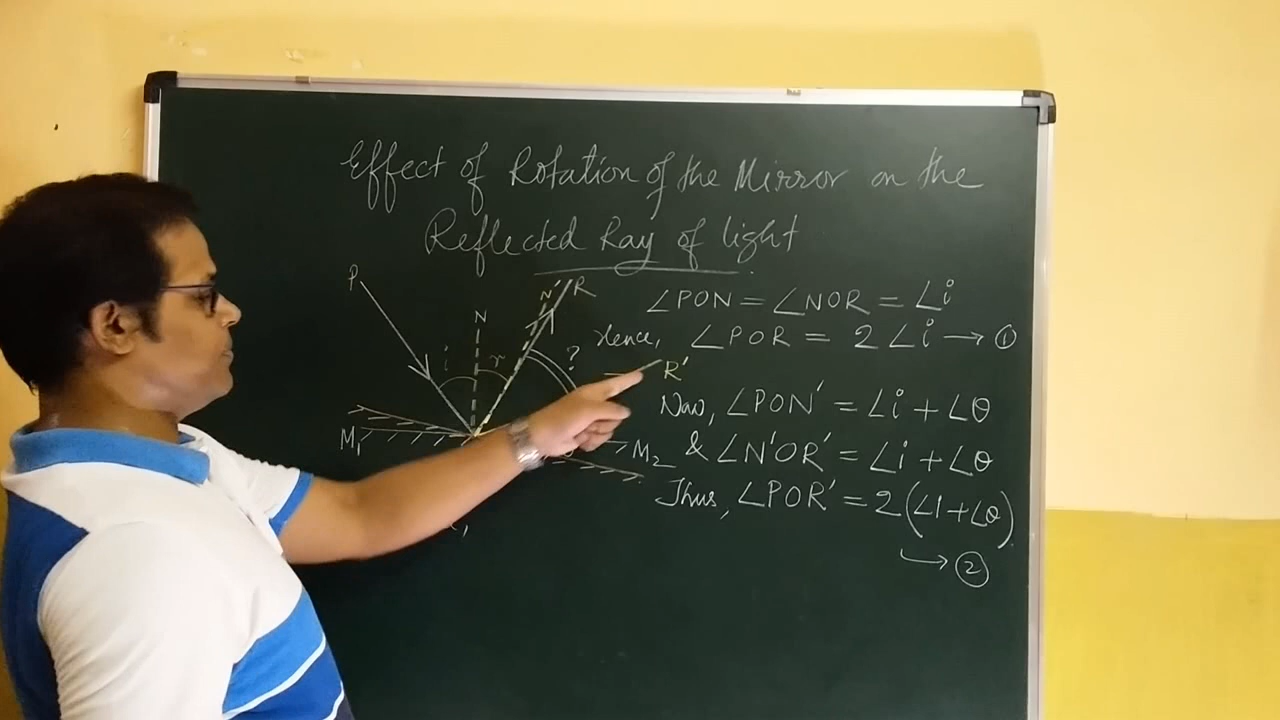 Effect of Rotation of the Mirror on the
Reflected Ray of light
P
N
N'
R
i
r
?
R'
M₁
M₂
∠PON = ∠NOR = ∠i
Hence, ∠POR = 2∠i → ①
Now, ∠PON' = ∠i + ∠θ
& ∠N'OR' = ∠i + ∠θ
Thus, ∠POR' = 2(∠i + ∠θ)
→ ②